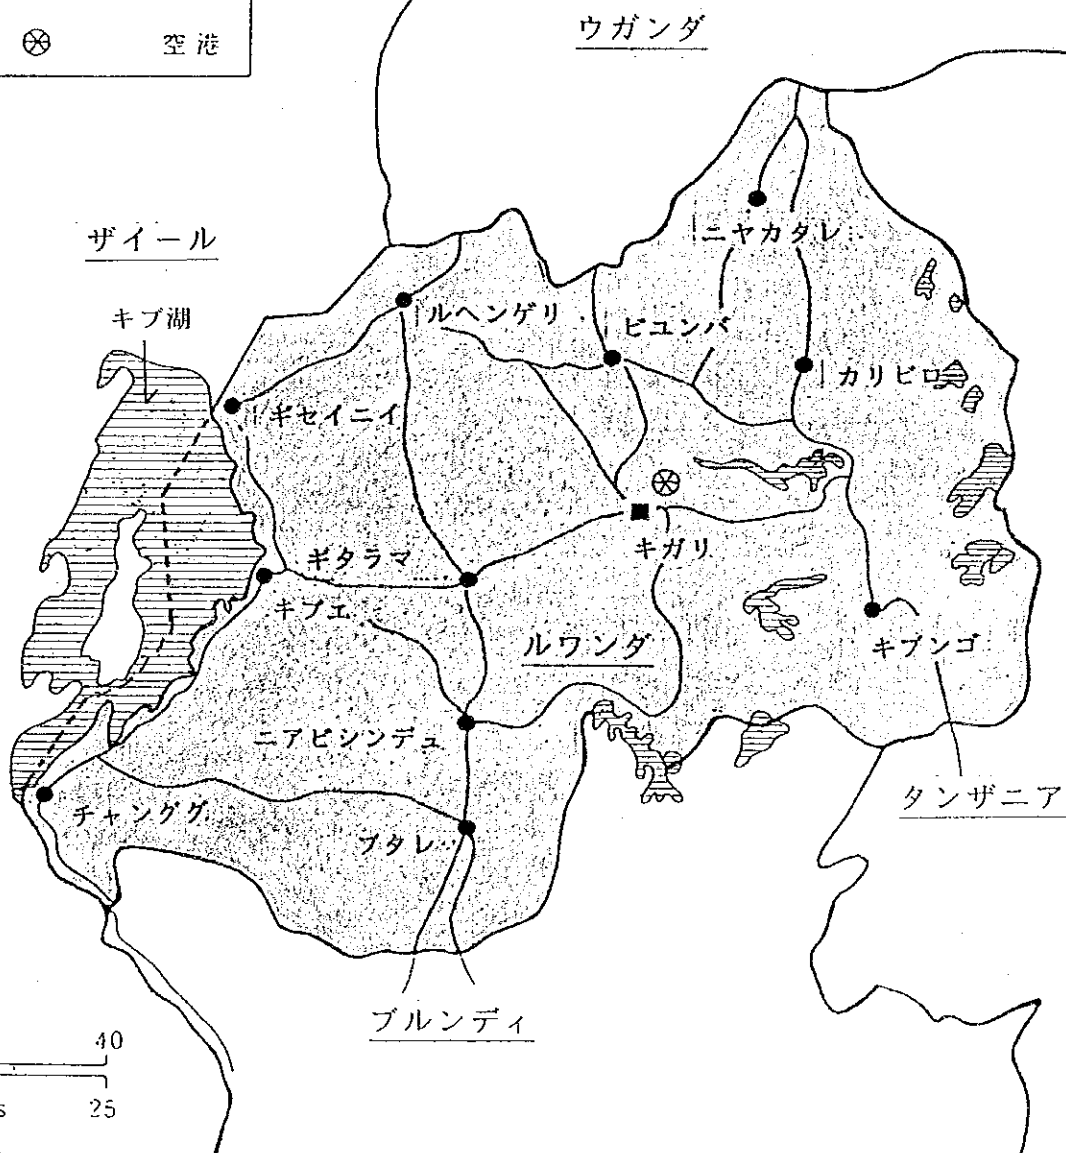 空港
ウガンダ
ザイール
ニヤカタレ
キブ湖
ルヘンゲリ
ビユンバ
カリビロ
ギセイニイ
キガリ
ギタラマ
キブエ
ルワンダ
キブンゴ
ニアビシンデュ
タンザニア
チャングク
ブタレ
ブルンディ
40
s
25